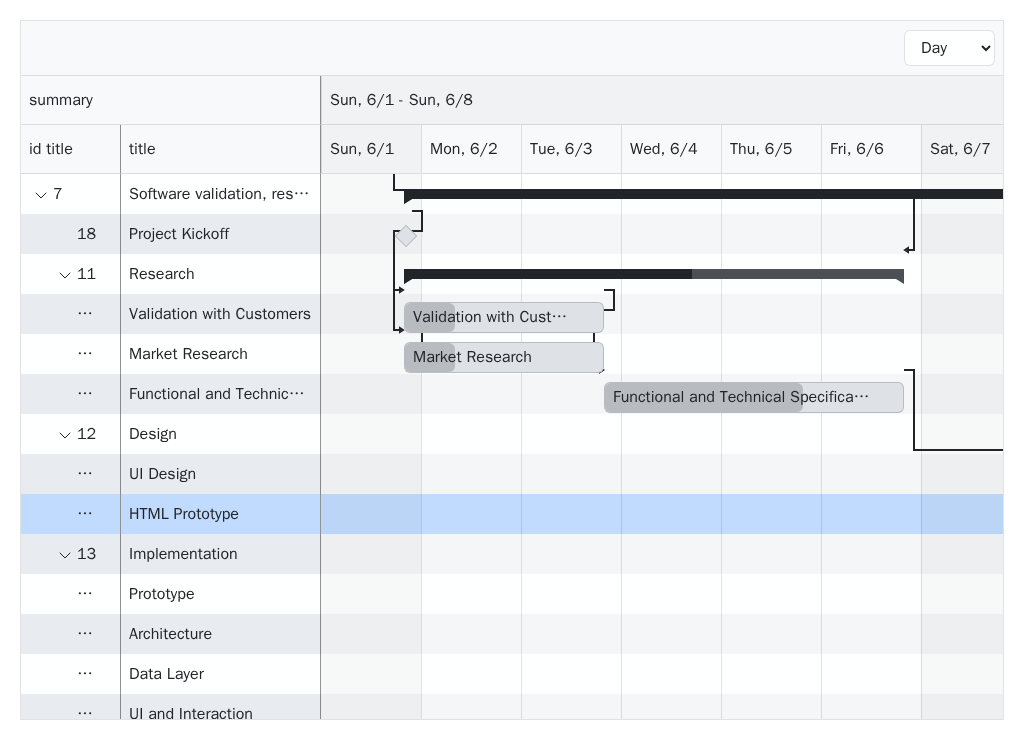 Day
summary
Sun, 6/1 - Sun, 6/8
id title title Sun, 6/1 Mon, 6/2 Tue, 6/3 Wed, 6/4 Thu, 6/5 Fri, 6/6 Sat, 6/7
7 Software validation, res···
18 Project Kickoff
11 Research
··· Validation with Customers Validation with Cust···
··· Market Research Market Research
··· Functional and Technic··· Functional and Technical Specifica···
12 Design
··· UI Design
··· HTML Prototype
13 Implementation
··· Prototype
··· Architecture
··· Data Layer
··· UI and Interaction